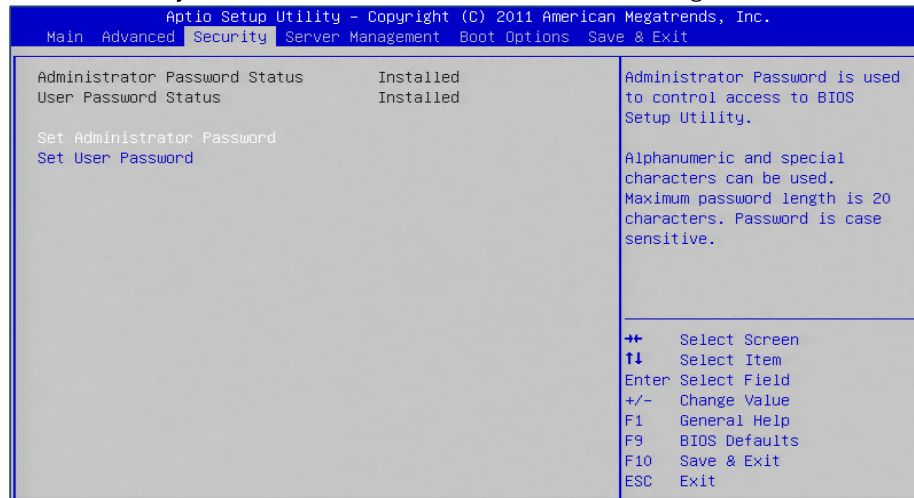 Aptio Setup Utility – Copyright (C) 2011 American Megatrends, Inc.
Main Advanced Security Server Management Boot Options Save & Exit
Administrator Password Status Installed
User Password Status Installed
Set Administrator Password
Set User Password
Administrator Password is used
to control access to BIOS
Setup Utility.
Alphanumeric and special
characters can be used.
Maximum password length is 20
characters. Password is case
sensitive.
→← Select Screen
↑↓ Select Item
Enter Select Field
+/- Change Value
F1 General Help
F9 BIOS Defaults
F10 Save & Exit
ESC Exit